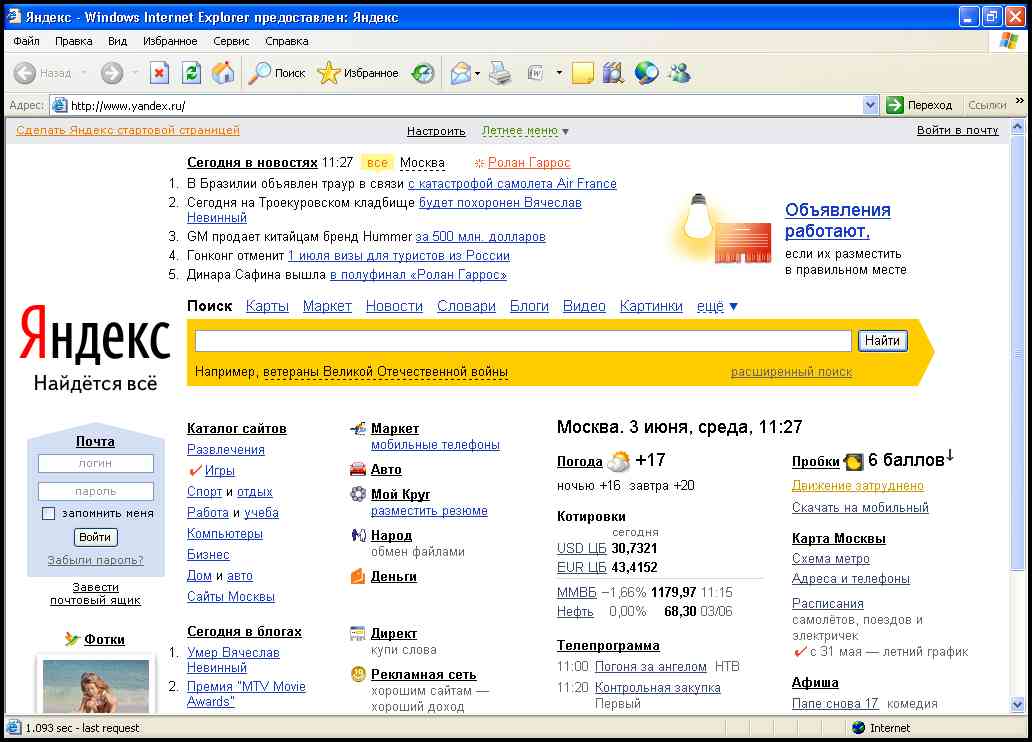 Яндекс - Windows Internet Explorer предоставлен: Яндекс
Файл Правка Вид Избранное Сервис Справка
Назад Поиск Избранное
Адрес: http://www.yandex.ru/ Переход Ссылки »
Сделать Яндекс стартовой страницей Настроить Летнее меню ▼ Войти в почту
Сегодня в новостях 11:27 все Москва Ролан Гаррос
1. В Бразилии объявлен траур в связи с катастрофой самолета Air France
2. Сегодня на Троекуровском кладбище будет похоронен Вячеслав
Невинный
3. GM продает китайцам бренд Hummer за 500 млн. долларов
4. Гонконг отменит 1 июля визы для туристов из России
5. Динара Сафина вышла в полуфинал «Ролан Гаррос»
Объявления
работают,
если их разместить
в правильном месте
Яндекс
Найдётся всё
Поиск Карты Маркет Новости Словари Блоги Видео Картинки ещё ▼
Найти
Например, ветераны Великой Отечественной войны расширенный поиск
Почта
логин
пароль
запомнить меня
Войти
Забыли пароль?
Завести
почтовый ящик
Фотки
Каталог сайтов
Развлечения
Игры
Спорт и отдых
Работа и учеба
Компьютеры
Бизнес
Дом и авто
Сайты Москвы
Сегодня в блогах
1. Умер Вячеслав
Невинный
2. Премия "MTV Movie
Awards"
Маркет
мобильные телефоны
Авто
Мой Круг
разместить резюме
Народ
обмен файлами
Деньги
Директ
купи слова
Рекламная сеть
хорошим сайтам —
хороший доход
Москва. 3 июня, среда, 11:27
Погода +17
ночью +16 завтра +20
Котировки
сегодня
USD ЦБ 30,7321
EUR ЦБ 43,4152
ММВБ −1,66% 1179,97 11:15
Нефть 0,00% 68,30 03/06
Телепрограмма
11:00 Погоня за ангелом НТВ
11:20 Контрольная закупка
Первый
Пробки 6 баллов↓
Движение затруднено
Скачать на мобильный
Карта Москвы
Схема метро
Адреса и телефоны
Расписания
самолётов, поездов и
электричек
с 31 мая — летний график
Афиша
Папе снова 17 комедия
1.093 sec - last request Internet